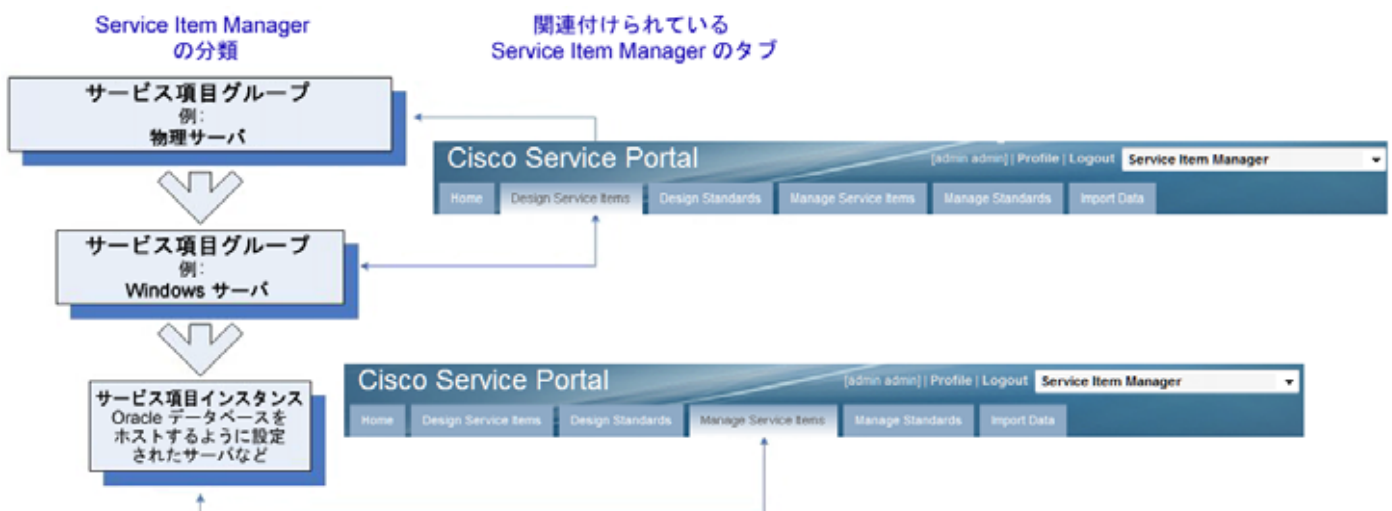 Service Item Manager
の分類
関連付けられている
Service Item Manager のタブ
サービス項目グループ
例:
物理サーバ
Cisco Service Portal
[admin admin] | Profile | Logout
Service Item Manager
Home
Design Service Items
Design Standards
Manage Service Items
Manage Standards
Import Data
サービス項目グループ
例:
Windows サーバ
サービス項目インスタンス
Oracle データベースを
ホストするように設定
されたサーバなど
Cisco Service Portal
[admin admin] | Profile | Logout
Service Item Manager
Home
Design Service Items
Design Standards
Manage Service Items
Manage Standards
Import Data